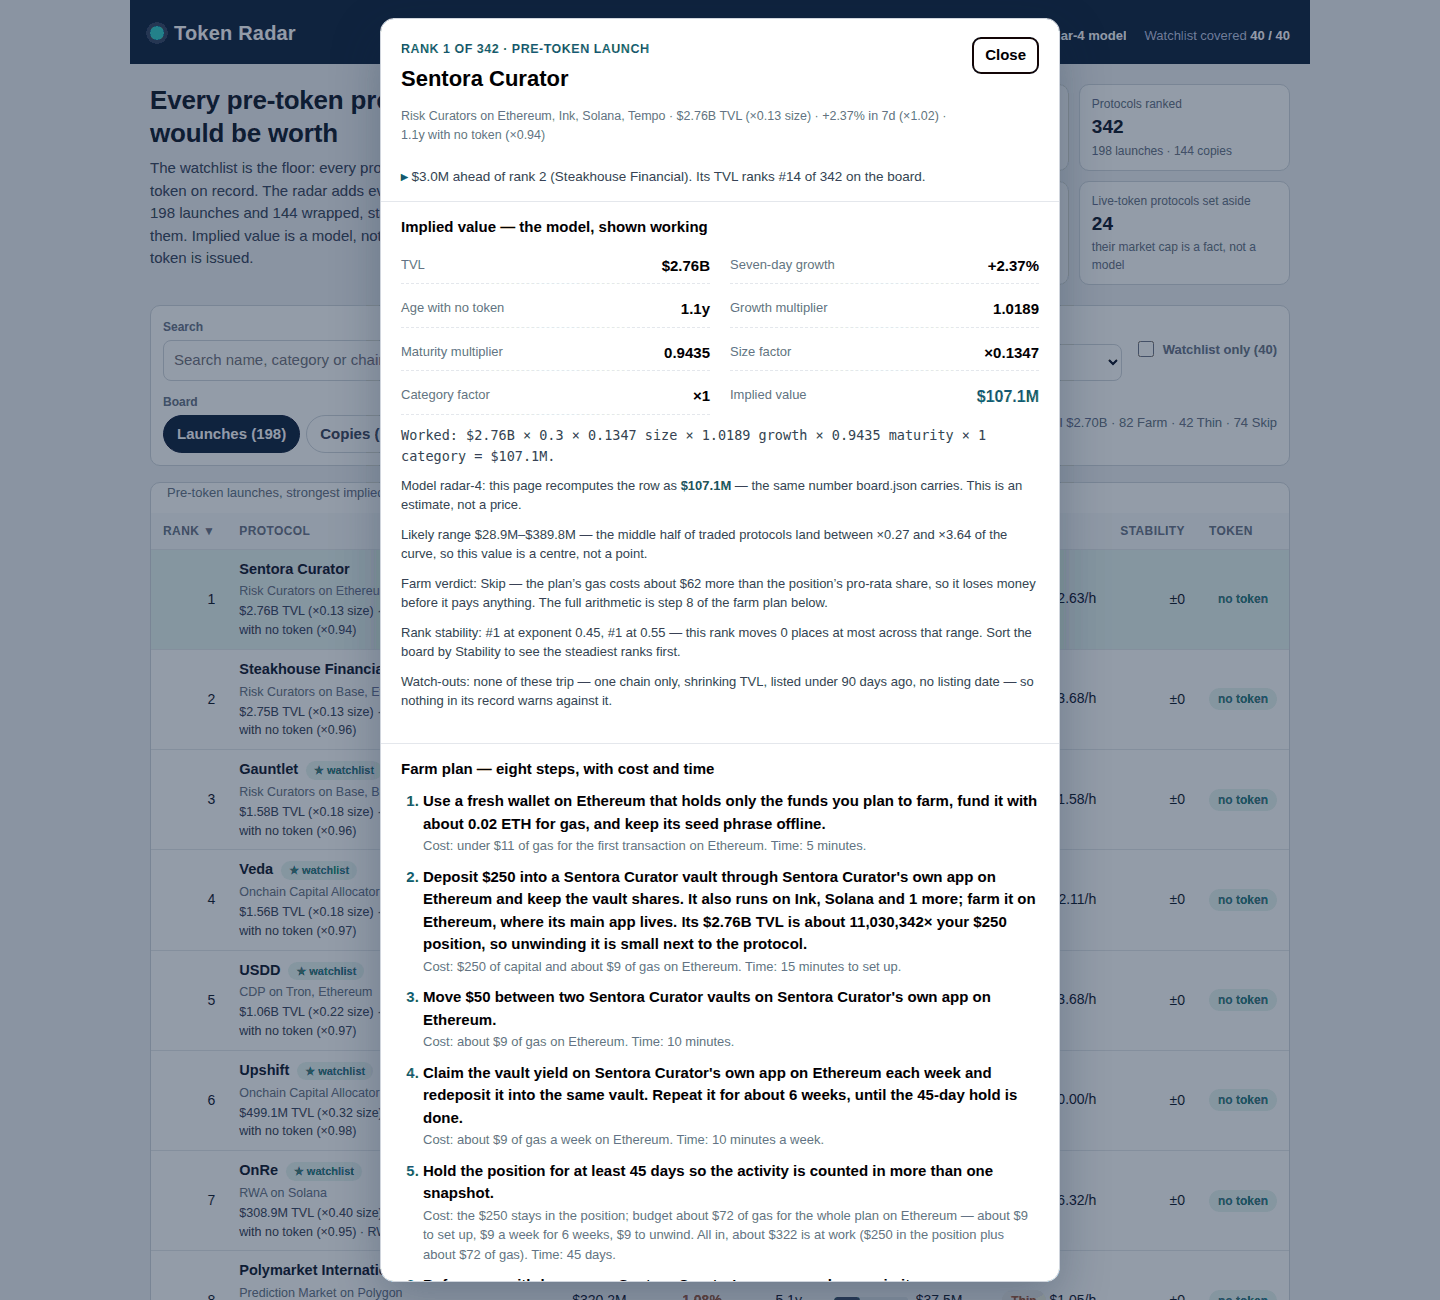 Token Radar
ar-4 model
Watchlist covered 40 / 40
Every pre-token
would be worth
The watchlist is the floor: every
token on record. The radar adds
198 launches and 144 wrapped,
them. Implied value is a model,
token is issued.
Protocols ranked
342
198 launches · 144 copies
Live-token protocols set aside
24
their market cap is a fact, not a
model
Search
Search name, category or chain
Watchlist only (40)
Board
Launches (198)
Copies (
$2.70B · 82 Farm · 42 Thin · 74 Skip
Pre-token launches, strongest implied
RANK ▼
PROTOCOL
STABILITY
TOKEN
1
Sentora Curator
Risk Curators on Ethereu
$2.76B TVL (×0.13 size) ·
with no token (×0.94)
2.63/h
±0
no token
2
Steakhouse Financia
Risk Curators on Base, E
$2.75B TVL (×0.13 size) ·
with no token (×0.96)
3.68/h
±0
no token
3
Gauntlet
★ watchlist
Risk Curators on Base, B
$1.58B TVL (×0.18 size) ·
with no token (×0.96)
1.58/h
±0
no token
4
Veda
★ watchlist
Onchain Capital Allocator
$1.56B TVL (×0.18 size) ·
with no token (×0.97)
2.11/h
±0
no token
5
USDD
★ watchlist
CDP on Tron, Ethereum
$1.06B TVL (×0.22 size) ·
with no token (×0.97)
3.68/h
±0
no token
6
Upshift
★ watchlist
Onchain Capital Allocator
$499.1M TVL (×0.32 size)
with no token (×0.98)
0.00/h
±0
no token
7
OnRe
★ watchlist
RWA on Solana
$308.9M TVL (×0.40 size)
with no token (×0.95) · RW
6.32/h
±0
no token
8
Polymarket Internati
Prediction Market on Polygon
$320.2M
1.08%
5.1y
$37.5M
Thin
$1.05/h
±0
no token
RANK 1 OF 342 · PRE-TOKEN LAUNCH
Close
Sentora Curator
Risk Curators on Ethereum, Ink, Solana, Tempo · $2.76B TVL (×0.13 size) · +2.37% in 7d (×1.02) ·
1.1y with no token (×0.94)
▸ $3.0M ahead of rank 2 (Steakhouse Financial). Its TVL ranks #14 of 342 on the board.
Implied value — the model, shown working
TVL $2.76B
Seven-day growth +2.37%
Age with no token 1.1y
Growth multiplier 1.0189
Maturity multiplier 0.9435
Size factor ×0.1347
Category factor ×1
Implied value $107.1M
Worked: $2.76B × 0.3 × 0.1347 size × 1.0189 growth × 0.9435 maturity × 1
category = $107.1M.
Model radar-4: this page recomputes the row as $107.1M — the same number board.json carries. This is an
estimate, not a price.
Likely range $28.9M–$389.8M — the middle half of traded protocols land between ×0.27 and ×3.64 of the
curve, so this value is a centre, not a point.
Farm verdict: Skip — the plan’s gas costs about $62 more than the position’s pro-rata share, so it loses money
before it pays anything. The full arithmetic is step 8 of the farm plan below.
Rank stability: #1 at exponent 0.45, #1 at 0.55 — this rank moves 0 places at most across that range. Sort the
board by Stability to see the steadiest ranks first.
Watch-outs: none of these trip — one chain only, shrinking TVL, listed under 90 days ago, no listing date — so
nothing in its record warns against it.
Farm plan — eight steps, with cost and time
1. Use a fresh wallet on Ethereum that holds only the funds you plan to farm, fund it with
about 0.02 ETH for gas, and keep its seed phrase offline.
Cost: under $11 of gas for the first transaction on Ethereum. Time: 5 minutes.
2. Deposit $250 into a Sentora Curator vault through Sentora Curator's own app on
Ethereum and keep the vault shares. It also runs on Ink, Solana and 1 more; farm it on
Ethereum, where its main app lives. Its $2.76B TVL is about 11,030,342× your $250
position, so unwinding it is small next to the protocol.
Cost: $250 of capital and about $9 of gas on Ethereum. Time: 15 minutes to set up.
3. Move $50 between two Sentora Curator vaults on Sentora Curator's own app on
Ethereum.
Cost: about $9 of gas on Ethereum. Time: 10 minutes.
4. Claim the vault yield on Sentora Curator's own app on Ethereum each week and
redeposit it into the same vault. Repeat it for about 6 weeks, until the 45-day hold is
done.
Cost: about $9 of gas a week on Ethereum. Time: 10 minutes a week.
5. Hold the position for at least 45 days so the activity is counted in more than one
snapshot.
Cost: the $250 stays in the position; budget about $72 of gas for the whole plan on Ethereum — about $9
to set up, $9 a week for 6 weeks, $9 to unwind. All in, about $322 is at work ($250 in the position plus
about $72 of gas). Time: 45 days.